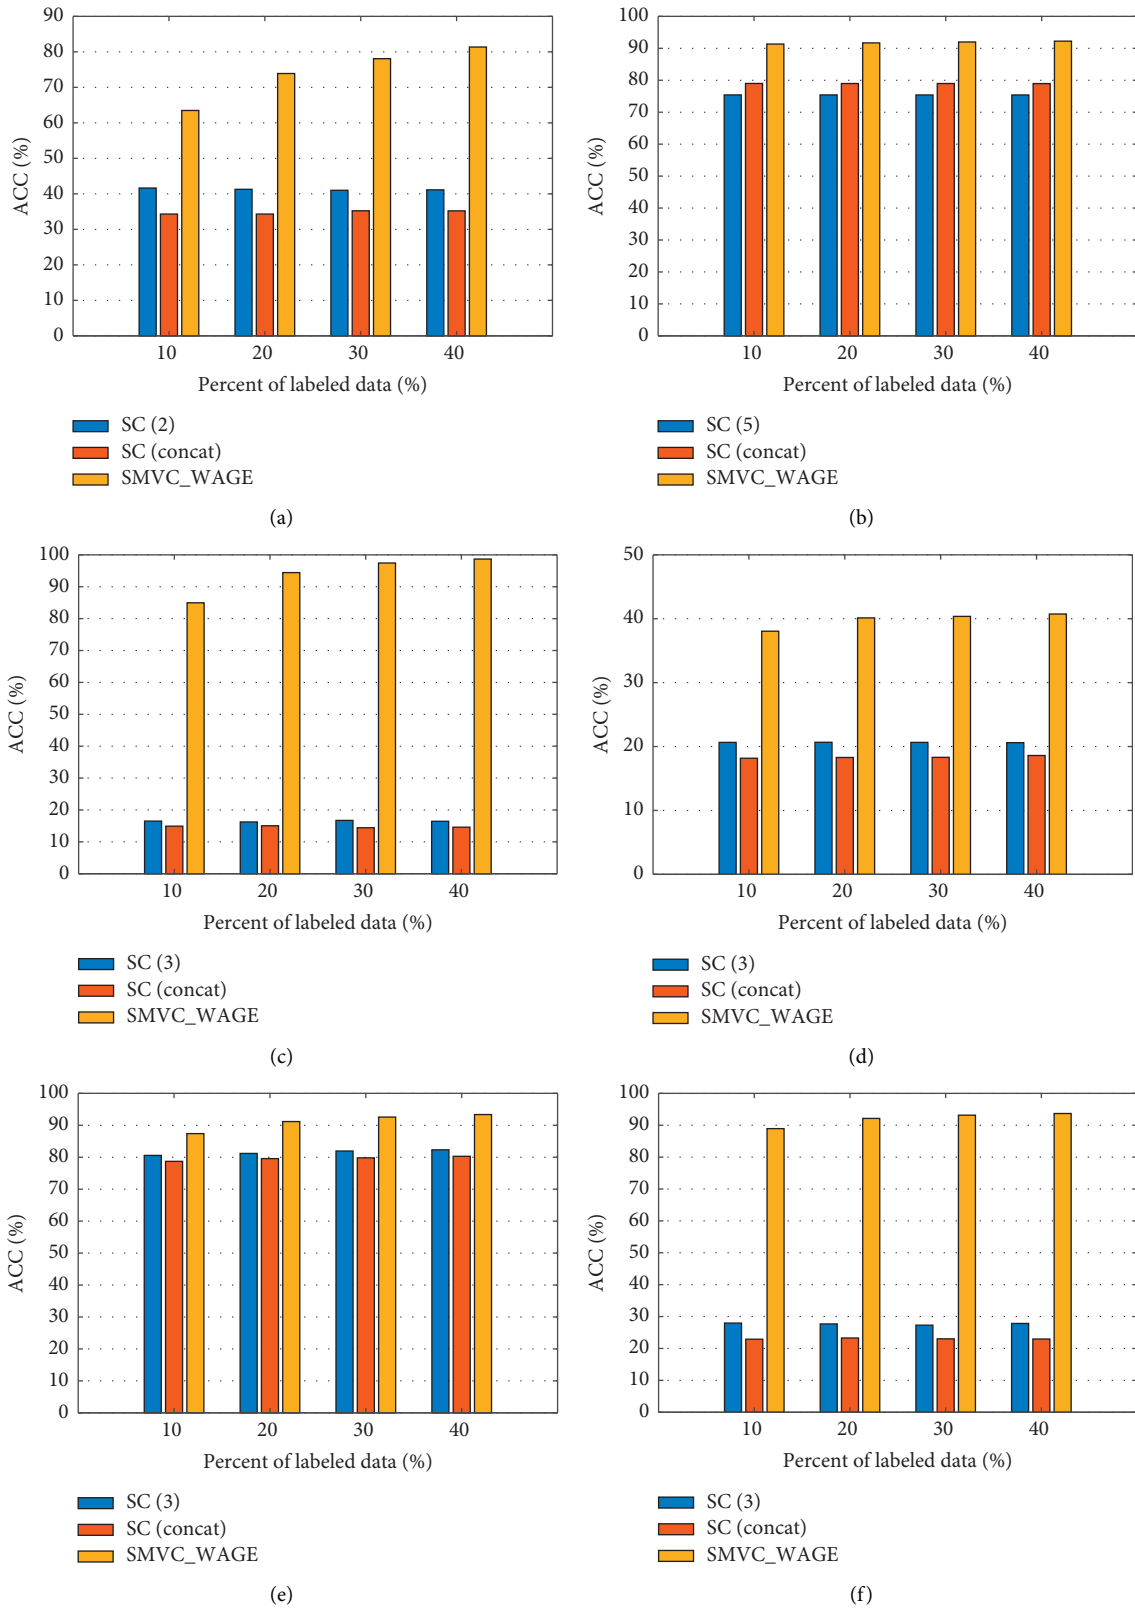 90
80
70
60
50
40
30
20
10
0
ACC (%)
10 20 30 40
Percent of labeled data (%)
SC (2)
SC (concat)
SMVC_WAGE
(a)
100
90
80
70
60
50
40
30
20
10
0
ACC (%)
10 20 30 40
Percent of labeled data (%)
SC (5)
SC (concat)
SMVC_WAGE
(b)
100
90
80
70
60
50
40
30
20
10
0
ACC (%)
10 20 30 40
Percent of labeled data (%)
SC (3)
SC (concat)
SMVC_WAGE
(c)
50
40
30
20
10
0
ACC (%)
10 20 30 40
Percent of labeled data (%)
SC (3)
SC (concat)
SMVC_WAGE
(d)
100
90
80
70
60
50
40
30
20
10
0
ACC (%)
10 20 30 40
Percent of labeled data (%)
SC (3)
SC (concat)
SMVC_WAGE
(e)
100
90
80
70
60
50
40
30
20
10
0
ACC (%)
10 20 30 40
Percent of labeled data (%)
SC (3)
SC (concat)
SMVC_WAGE
(f)